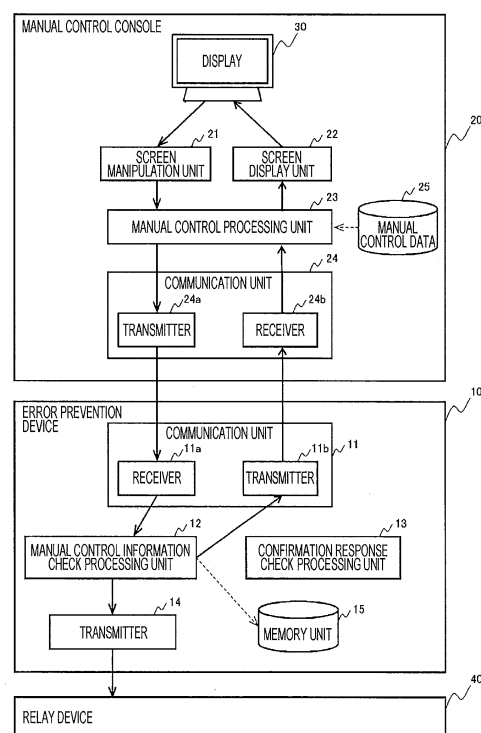 MANUAL CONTROL CONSOLE
30
DISPLAY
20
21
22
SCREEN
MANIPULATION UNIT
SCREEN
DISPLAY UNIT
23
25
MANUAL CONTROL PROCESSING UNIT
MANUAL
CONTROL DATA
24
COMMUNICATION UNIT
24a
24b
TRANSMITTER
RECEIVER
10
ERROR PREVENTION
DEVICE
COMMUNICATION UNIT
11
11a
11b
RECEIVER
TRANSMITTER
12
13
MANUAL CONTROL INFORMATION
CHECK PROCESSING UNIT
CONFIRMATION RESPONSE
CHECK PROCESSING UNIT
14
15
TRANSMITTER
MEMORY UNIT
40
RELAY DEVICE